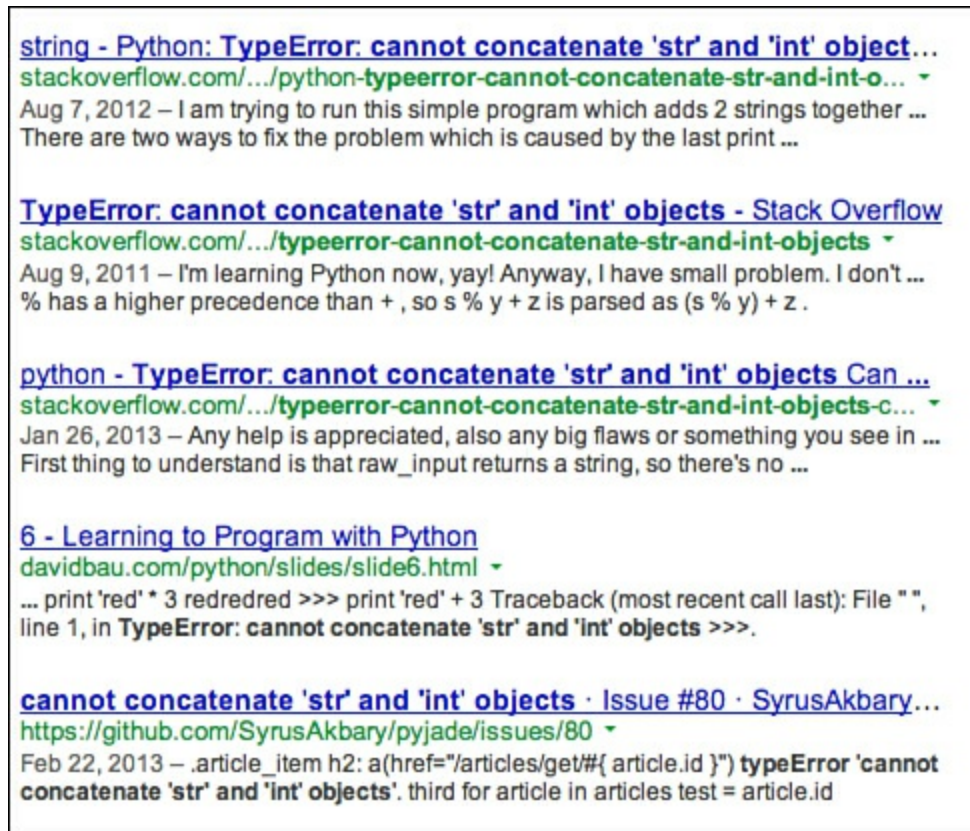 string - Python: TypeError: cannot concatenate 'str' and 'int' object...
stackoverflow.com/.../python-typeerror-cannot-concatenate-str-and-int-o...
Aug 7, 2012 – I am trying to run this simple program which adds 2 strings together ...
There are two ways to fix the problem which is caused by the last print ...
TypeError: cannot concatenate 'str' and 'int' objects - Stack Overflow
stackoverflow.com/.../typeerror-cannot-concatenate-str-and-int-objects
Aug 9, 2011 – I'm learning Python now, yay! Anyway, I have small problem. I don't ...
% has a higher precedence than + , so s % y + z is parsed as (s % y) + z .
python - TypeError: cannot concatenate 'str' and 'int' objects Can ...
stackoverflow.com/.../typeerror-cannot-concatenate-str-and-int-objects-c...
Jan 26, 2013 – Any help is appreciated, also any big flaws or something you see in ...
First thing to understand is that raw_input returns a string, so there's no ...
6 - Learning to Program with Python
davidbau.com/python/slides/slide6.html
... print 'red' * 3 redredred >>> print 'red' + 3 Traceback (most recent call last): File " ",
line 1, in TypeError: cannot concatenate 'str' and 'int' objects >>>.
cannot concatenate 'str' and 'int' objects · Issue #80 · SyrusAkbary...
https://github.com/SyrusAkbary/pyjade/issues/80
Feb 22, 2013 – .article_item h2: a(href="/articles/get/#{ article.id }") typeError 'cannot
concatenate 'str' and 'int' objects'. third for article in articles test = article.id